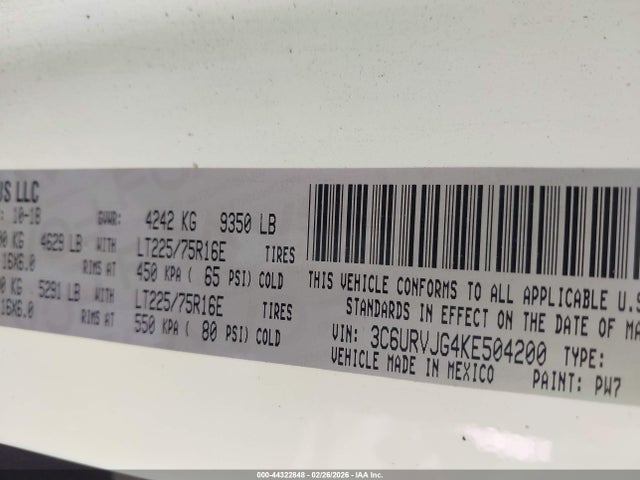 US LLC
10-18 GVWR: 4242 KG 9350 LB
KG 4629 LB WITH LT225/75R16E TIRES
16X6.0 RIMS AT 450 KPA ( 65 PSI) COLD
KG 5291 LB WITH LT225/75R16E TIRES
16X6.0 RIMS AT 550 KPA ( 80 PSI) COLD
THIS VEHICLE CONFORMS TO ALL APPLICABLE U.S
STANDARDS IN EFFECT ON THE DATE OF MA
VIN: 3C6URVJG4KE504200 TYPE:
VEHICLE MADE IN MEXICO PAINT: PW7
000-44322848 02/26/2026 IAA Inc.